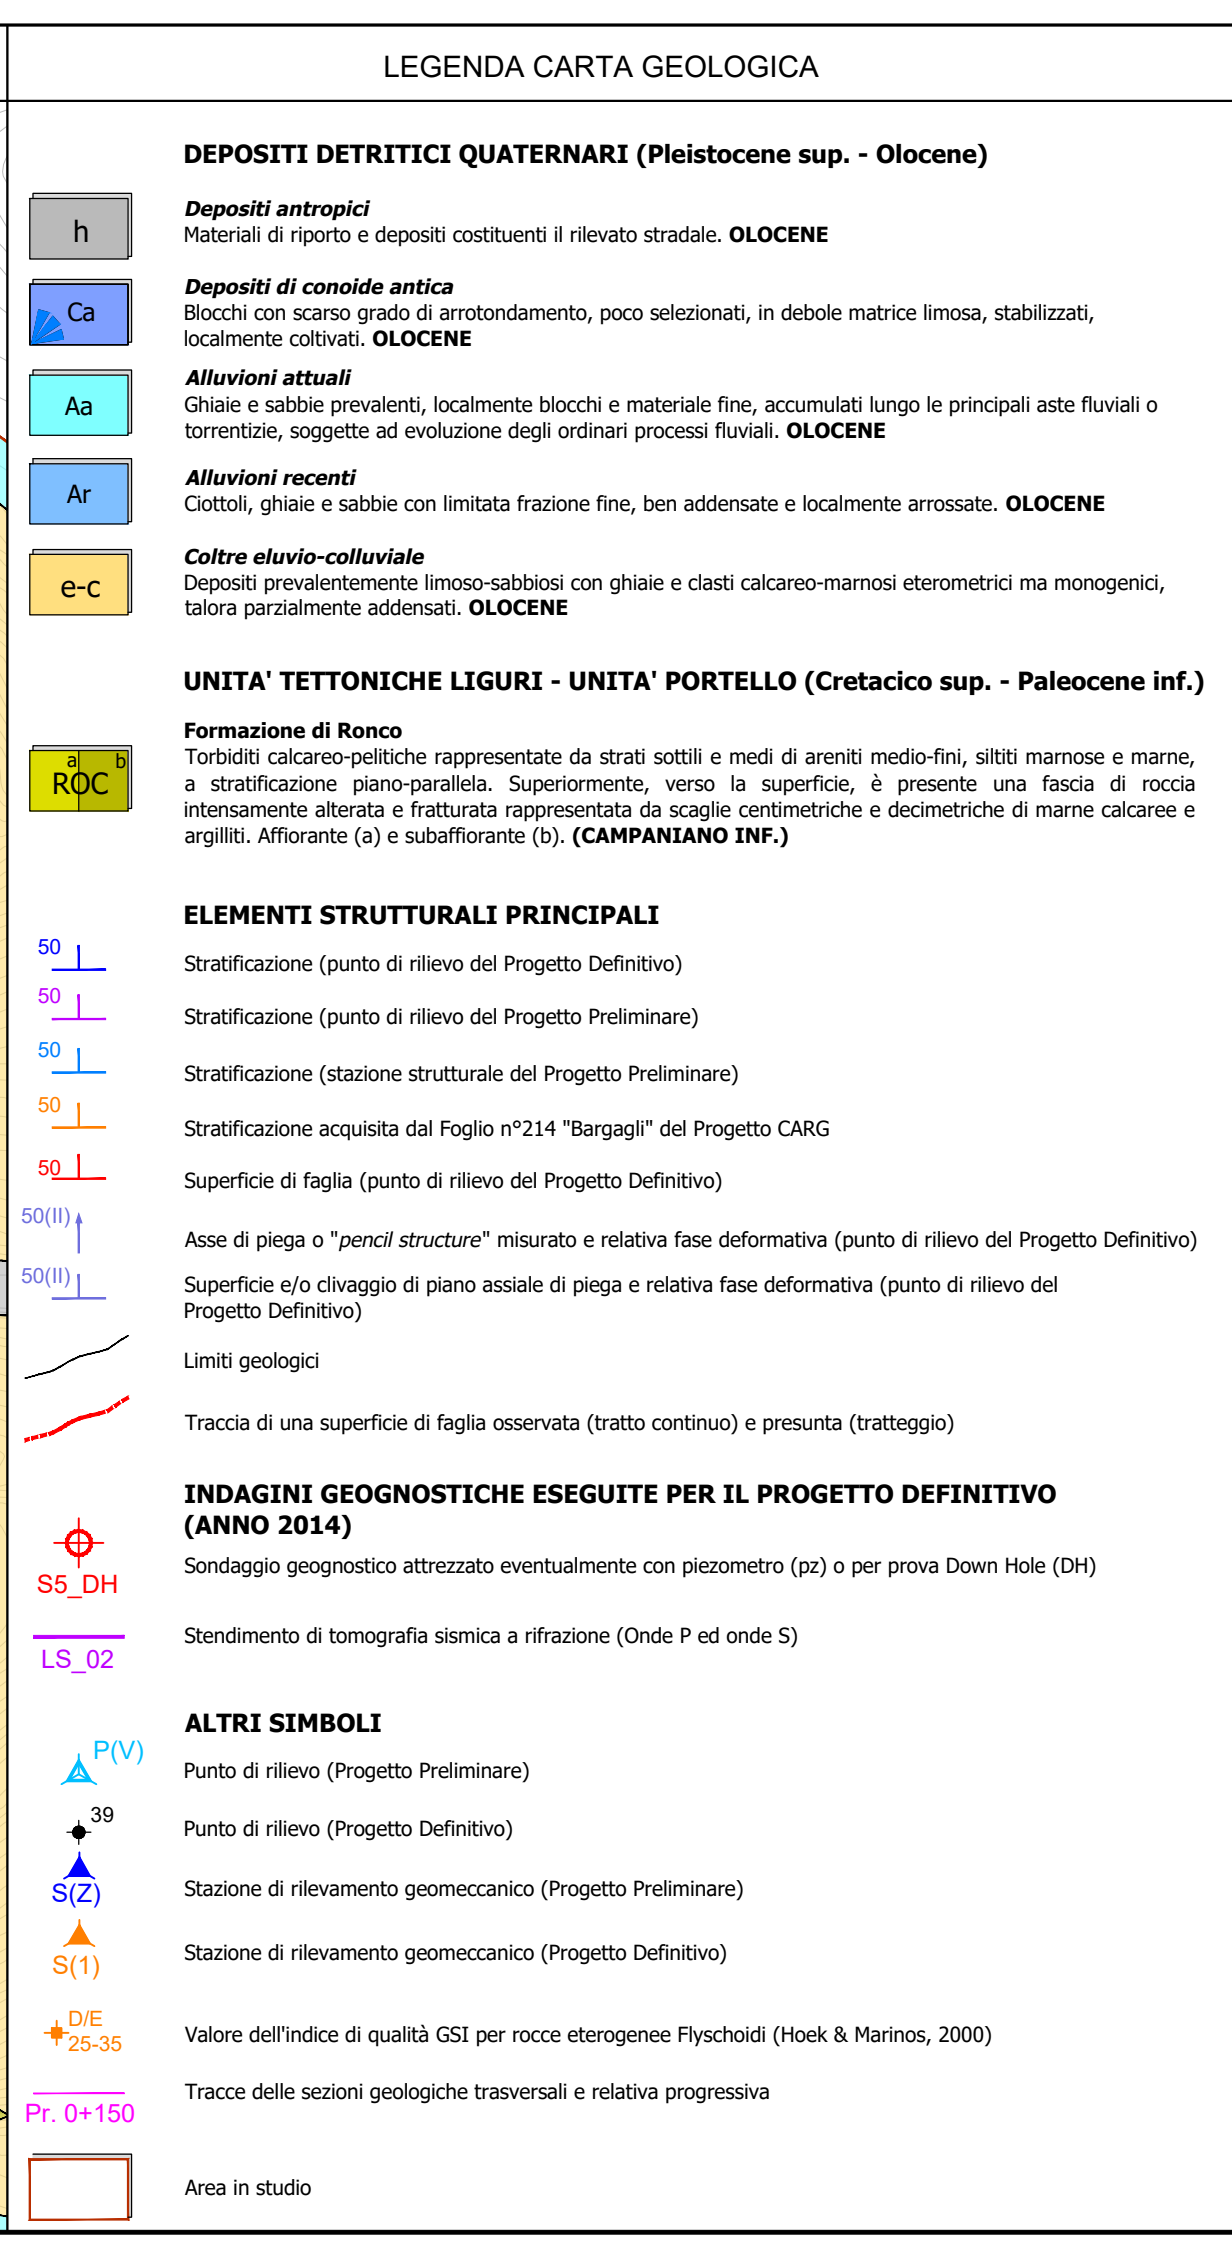 LEGENDA CARTA GEOLOGICA
DEPOSITI DETRITICI QUATERNARI (Pleistocene sup. - Olocene)
h
Depositi antropici
Materiali di riporto e depositi costituenti il rilevato stradale. OLOCENE
Ca
Depositi di conoide antica
Blocchi con scarso grado di arrotondamento, poco selezionati, in debole matrice limosa, stabilizzati,
localmente coltivati. OLOCENE
Aa
Alluvioni attuali
Ghiaie e sabbie prevalenti, localmente blocchi e materiale fine, accumulati lungo le principali aste fluviali o
torrentizie, soggette ad evoluzione degli ordinari processi fluviali. OLOCENE
Ar
Alluvioni recenti
Ciottoli, ghiaie e sabbie con limitata frazione fine, ben addensate e localmente arrossate. OLOCENE
e-c
Coltre eluvio-colluviale
Depositi prevalentemente limoso-sabbiosi con ghiaie e clasti calcareo-marnosi eterometrici ma monogenici,
talora parzialmente addensati. OLOCENE
UNITA' TETTONICHE LIGURI - UNITA' PORTELLO (Cretacico sup. - Paleocene inf.)
a b
ROC
Formazione di Ronco
Torbiditi calcareo-pelitiche rappresentate da strati sottili e medi di areniti medio-fini, siltiti marnose e marne,
a stratificazione piano-parallela. Superiormente, verso la superficie, è presente una fascia di roccia
intensamente alterata e fratturata rappresentata da scaglie centimetriche e decimetriche di marne calcaree e
argilliti. Affiorante (a) e subaffiorante (b). (CAMPANIANO INF.)
ELEMENTI STRUTTURALI PRINCIPALI
50
Stratificazione (punto di rilievo del Progetto Definitivo)
50
Stratificazione (punto di rilievo del Progetto Preliminare)
50
Stratificazione (stazione strutturale del Progetto Preliminare)
50
Stratificazione acquisita dal Foglio n°214 "Bargagli" del Progetto CARG
50
Superficie di faglia (punto di rilievo del Progetto Definitivo)
50(II)
Asse di piega o "pencil structure" misurato e relativa fase deformativa (punto di rilievo del Progetto Definitivo)
50(II)
Superficie e/o clivaggio di piano assiale di piega e relativa fase deformativa (punto di rilievo del
Progetto Definitivo)
Limiti geologici
Traccia di una superficie di faglia osservata (tratto continuo) e presunta (tratteggio)
INDAGINI GEOGNOSTICHE ESEGUITE PER IL PROGETTO DEFINITIVO
(ANNO 2014)
S5_DH
Sondaggio geognostico attrezzato eventualmente con piezometro (pz) o per prova Down Hole (DH)
LS_02
Stendimento di tomografia sismica a rifrazione (Onde P ed onde S)
ALTRI SIMBOLI
P(V)
Punto di rilievo (Progetto Preliminare)
39
Punto di rilievo (Progetto Definitivo)
S(Z)
Stazione di rilevamento geomeccanico (Progetto Preliminare)
S(1)
Stazione di rilevamento geomeccanico (Progetto Definitivo)
D/E
25-35
Valore dell'indice di qualità GSI per rocce eterogenee Flyschoidi (Hoek & Marinos, 2000)
Tracce delle sezioni geologiche trasversali e relativa progressiva
Pr. 0+150
Area in studio